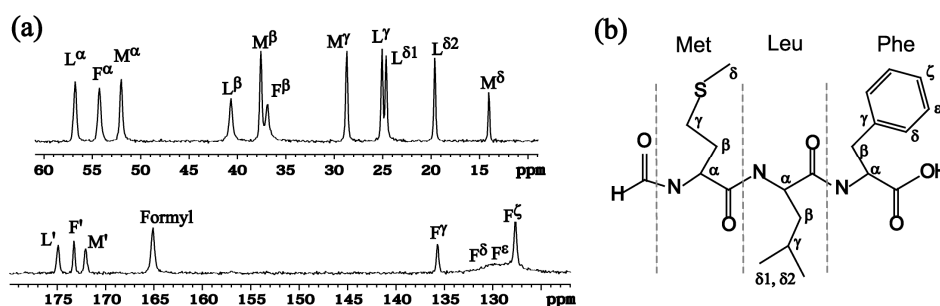 (a)
Lα Fα Mα Lβ Mβ Fβ Mγ Lγ Lδ1 Lδ2 Mδ
60 55 50 45 40 35 30 25 20 15 ppm
L' F' M' Formyl Fγ Fδ Fε Fζ
175 170 165 160 155 150 145 140 135 130 ppm
(b)
Met Leu Phe
S δ ζ
γ γ ε
δ
β β
O O
H N α N α N α OH
O β O
γ
δ1, δ2